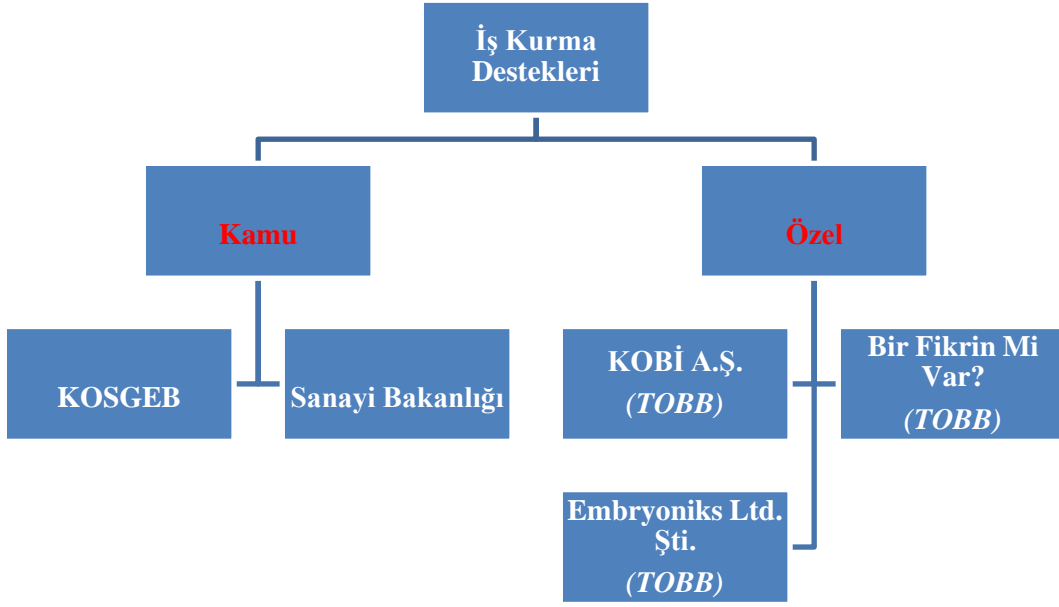 İş Kurma
Destekleri
Kamu
Özel
KOSGEB
Sanayi Bakanlığı
KOBİ A.Ş.
(TOBB)
Bir Fikrin Mi
Var?
(TOBB)
Embryoniks Ltd.
Şti.
(TOBB)